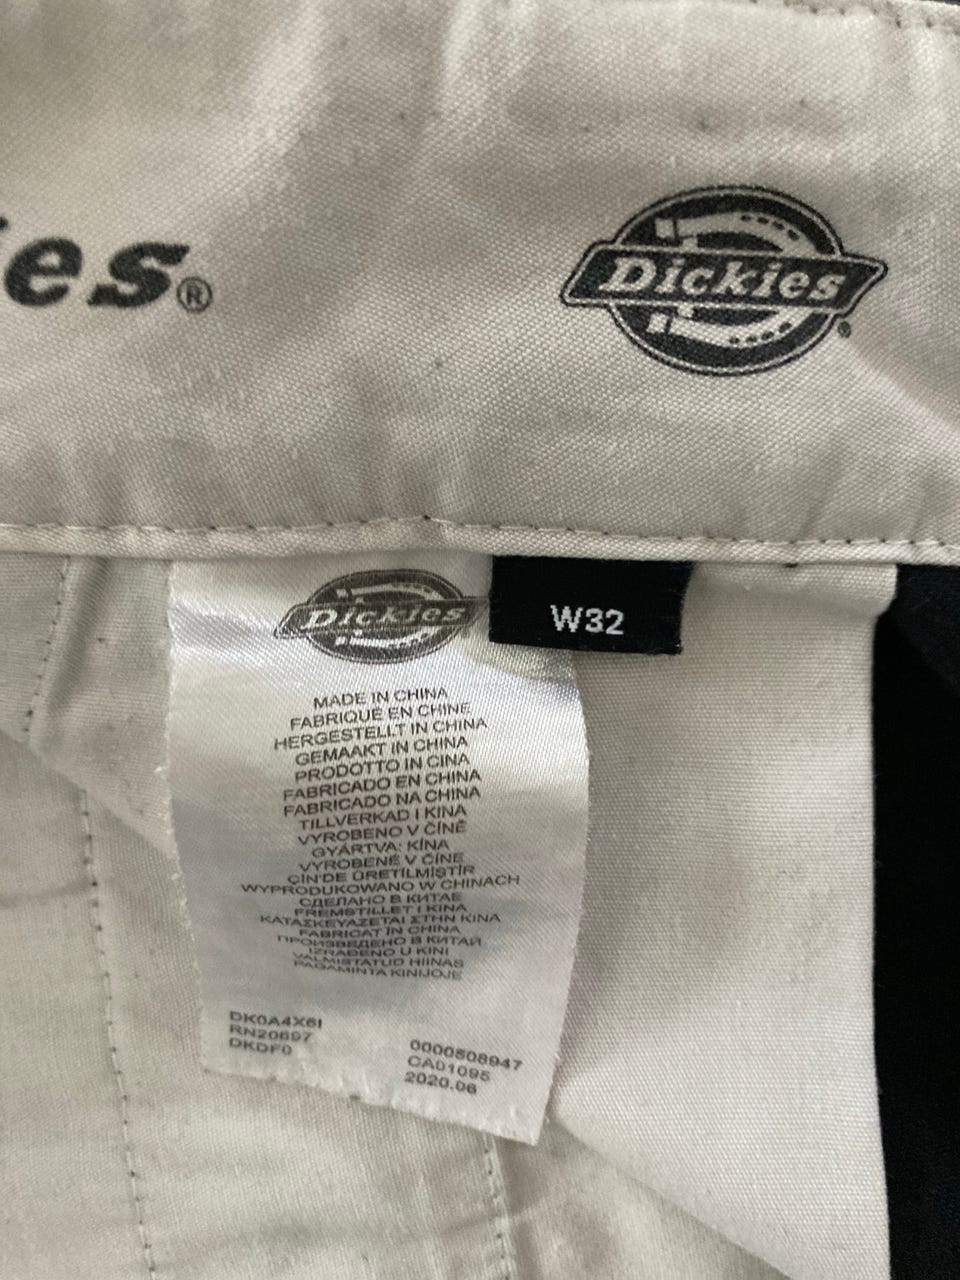 es®
Dickies®
Dickies
W32
MADE IN CHINA
FABRIQUÉ EN CHINE
HERGESTELLT IN CHINA
GEMAAKT IN CHINA
PRODOTTO IN CINA
FABRICADO EN CHINA
FABRICADO NA CHINA
TILLVERKAD I KINA
VYROBENO V ČÍNĚ
GYÁRTVA: KÍNA
VYROBENÉ V ČÍNE
ÇIN'DE ÜRETİLMİŞTİR
WYPRODUKOWANO W CHINACH
СДЕЛАНО В КИТАЕ
FREMSTILLET I KINA
ΚΑΤΑΣΚΕΥΑΖΕΤΑΙ ΣΤΗΝ ΚΙΝΑ
FABRICAT ÎN CHINA
ПРОИЗВЕДЕНО В КИТАЙ
IZRAĐENO U KINI
VALMISTATUD HIINAS
PAGAMINTA KINIJOJE
DK0A4X6I
RN20697
DKDF0
0000508947
CA01095
2020.06